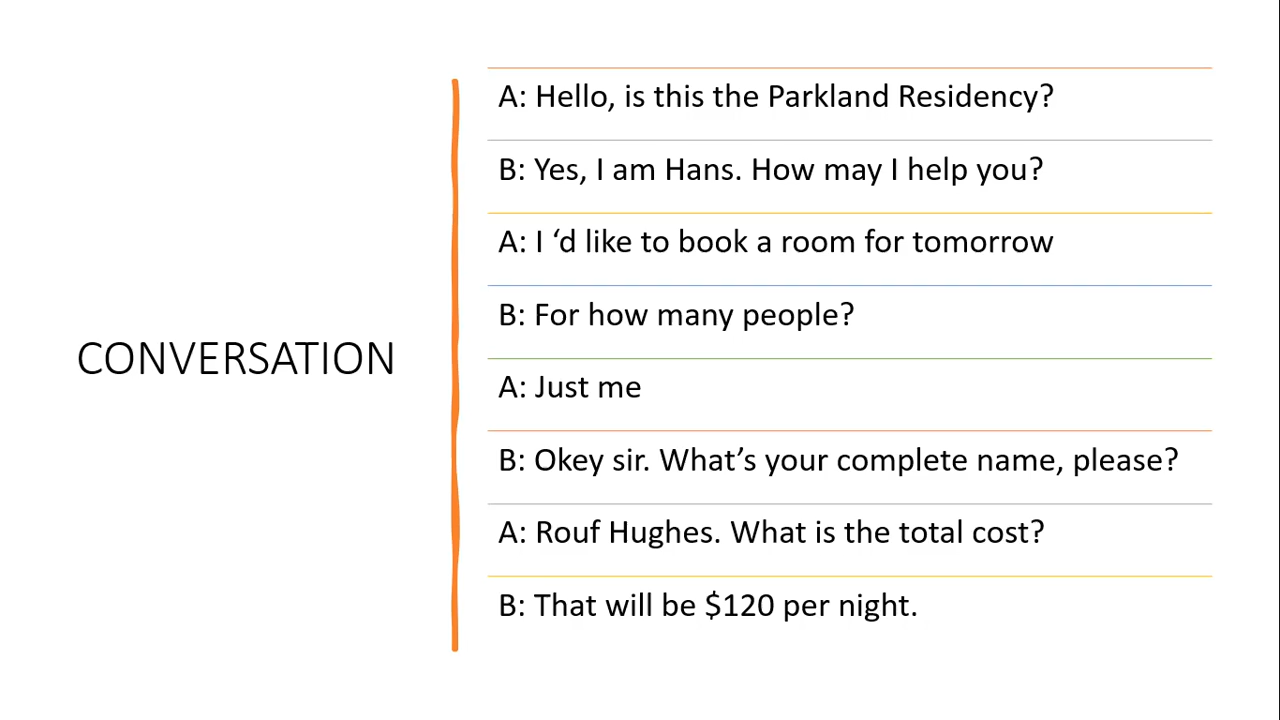 CONVERSATION
A: Hello, is this the Parkland Residency?
B: Yes, I am Hans. How may I help you?
A: I ‘d like to book a room for tomorrow
B: For how many people?
A: Just me
B: Okey sir. What’s your complete name, please?
A: Rouf Hughes. What is the total cost?
B: That will be $120 per night.